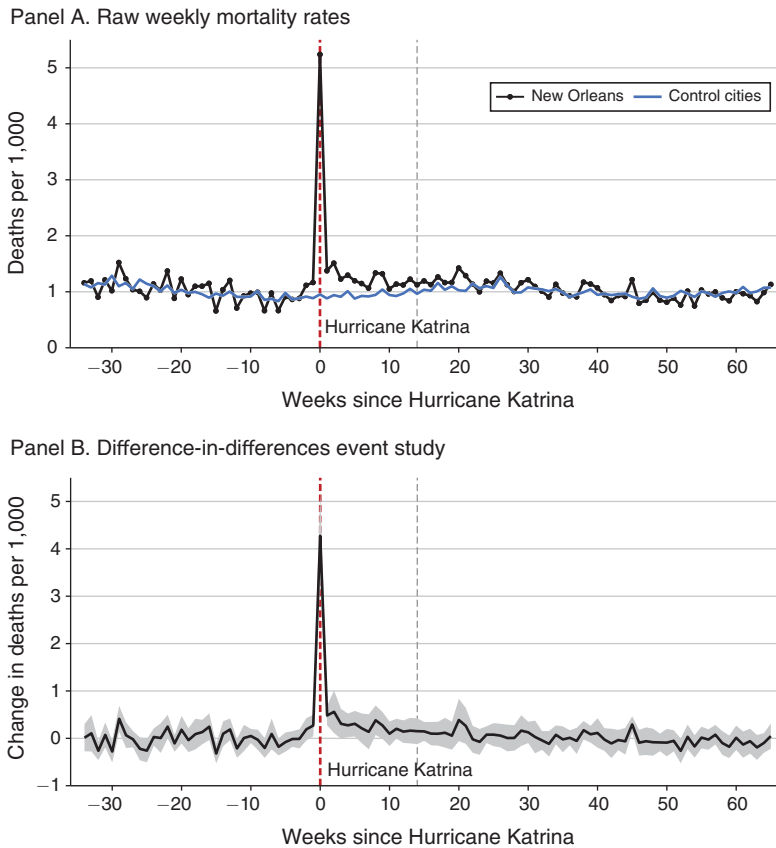 Panel A. Raw weekly mortality rates
Deaths per 1,000
5
4
3
2
1
0
New Orleans
Control cities
Hurricane Katrina
−30 −20 −10 0 10 20 30 40 50 60
Weeks since Hurricane Katrina
Panel B. Difference-in-differences event study
Change in deaths per 1,000
5
4
3
2
1
0
−1
Hurricane Katrina
−30 −20 −10 0 10 20 30 40 50 60
Weeks since Hurricane Katrina